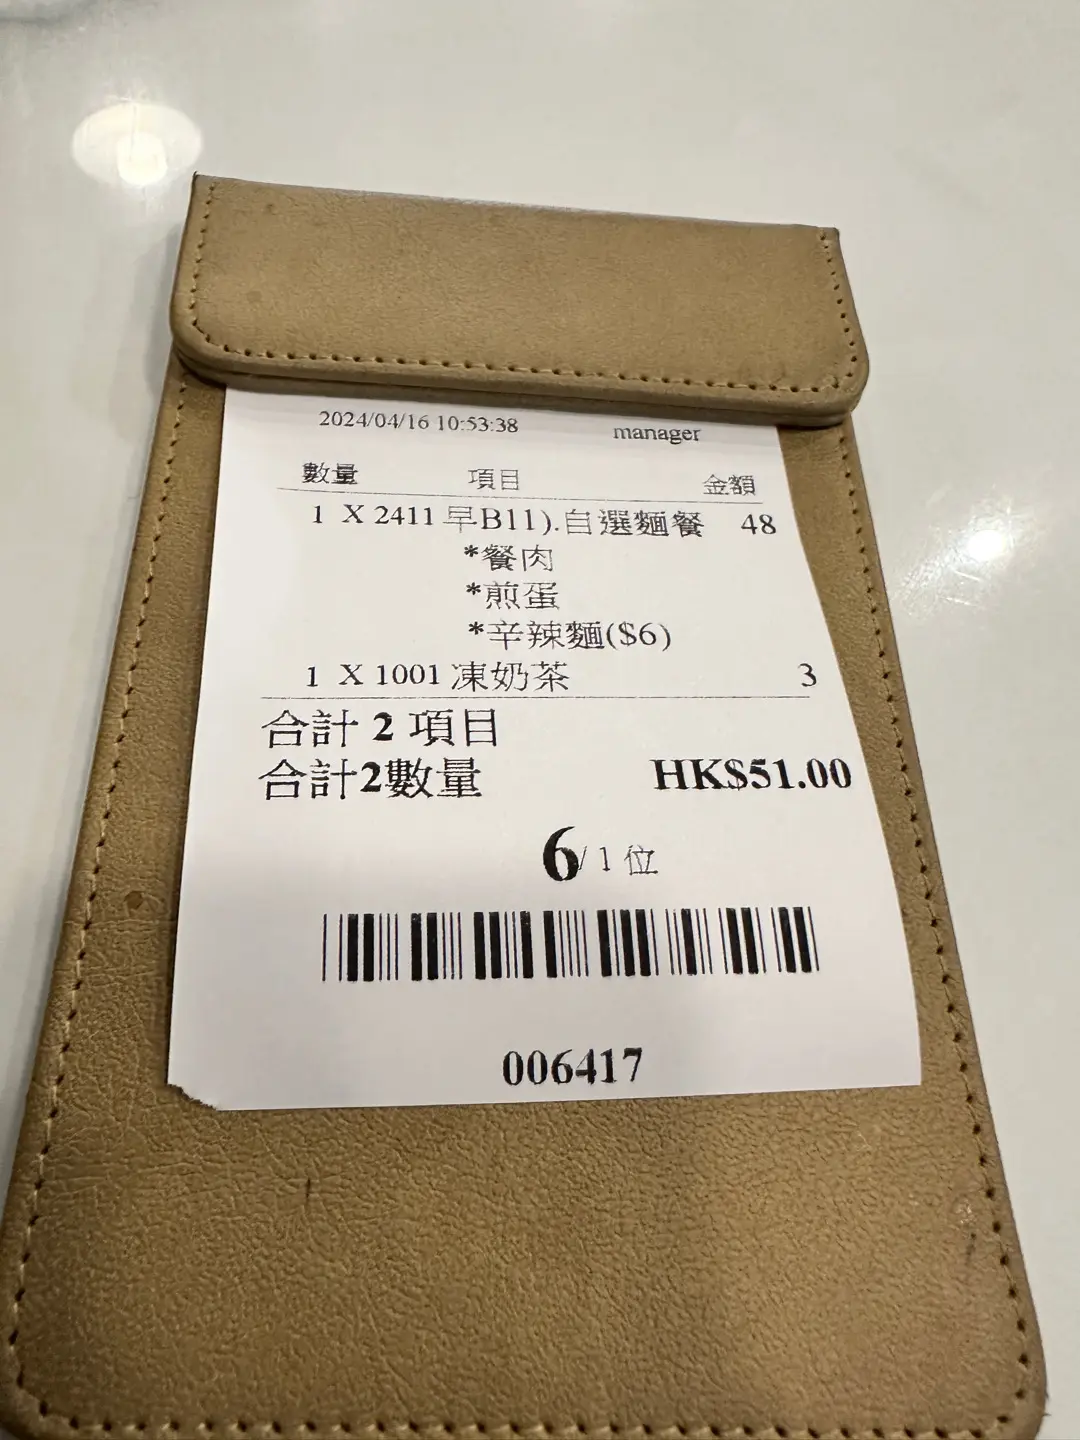 2024/04/16 10:53:38 manager
數量 項目 金額
1 X 2411 早B11).自選麵餐 48
*餐肉
*煎蛋
*辛辣麵($6)
1 X 1001 凍奶茶 3
合計 2 項目
合計2數量 HK$51.00
6/ 1 位
006417